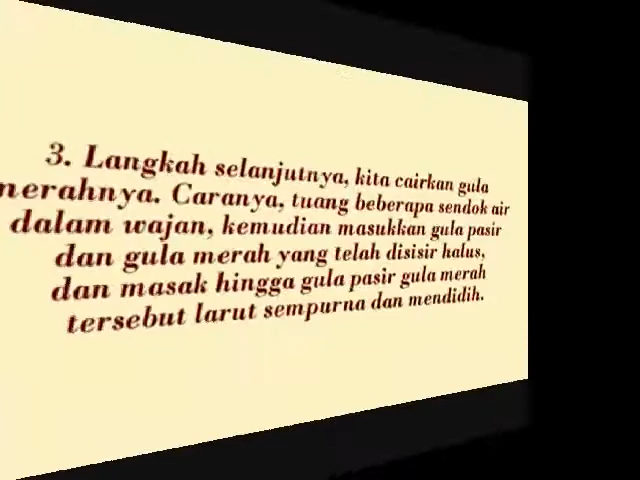 3. Langkah selanjutnya, kita cairkan gula
merahnya. Caranya, tuang beberapa sendok air
dalam wajan, kemudian masukkan gula pasir
dan gula merah yang telah disisir halus,
dan masak hingga gula pasir gula merah
tersebut larut sempurna dan mendidih.